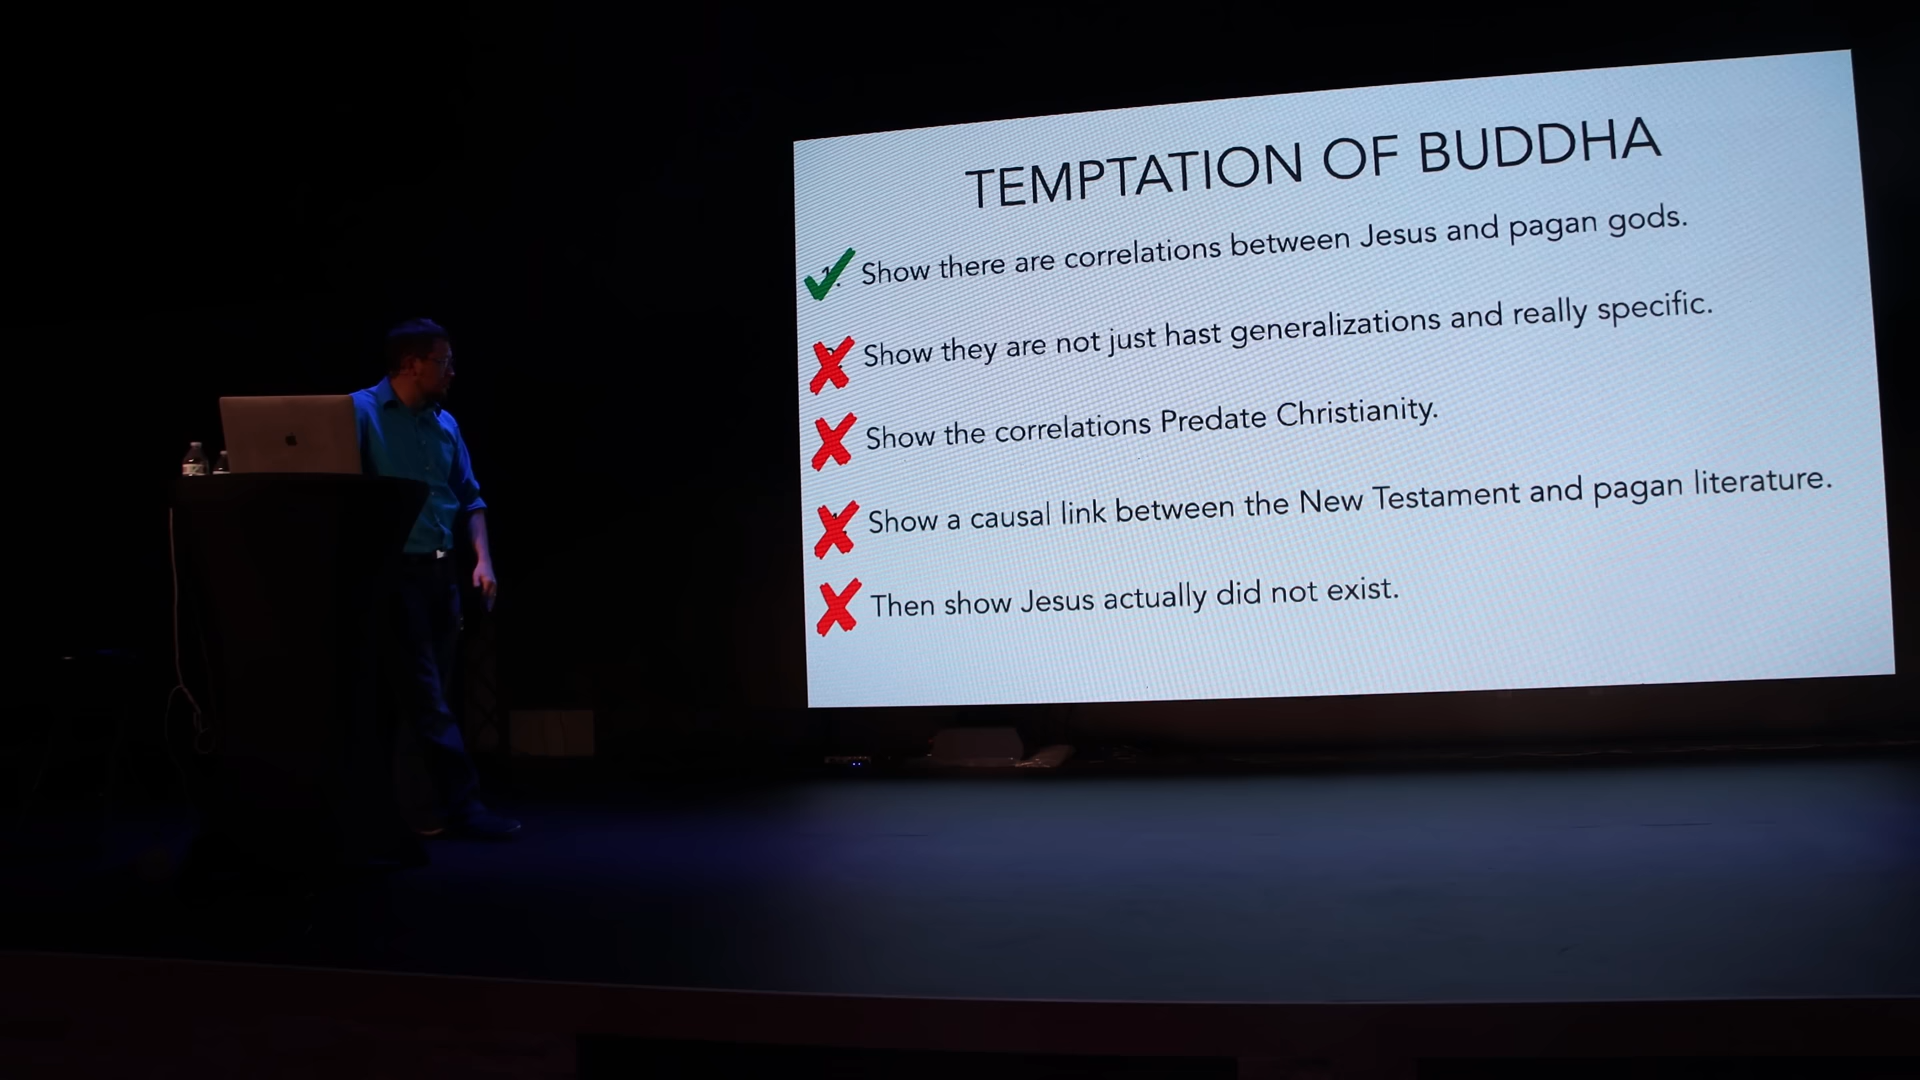 TEMPTATION OF BUDDHA
Show there are correlations between Jesus and pagan gods.
Show they are not just hast generalizations and really specific.
Show the correlations Predate Christianity.
Show a causal link between the New Testament and pagan literature.
Then show Jesus actually did not exist.